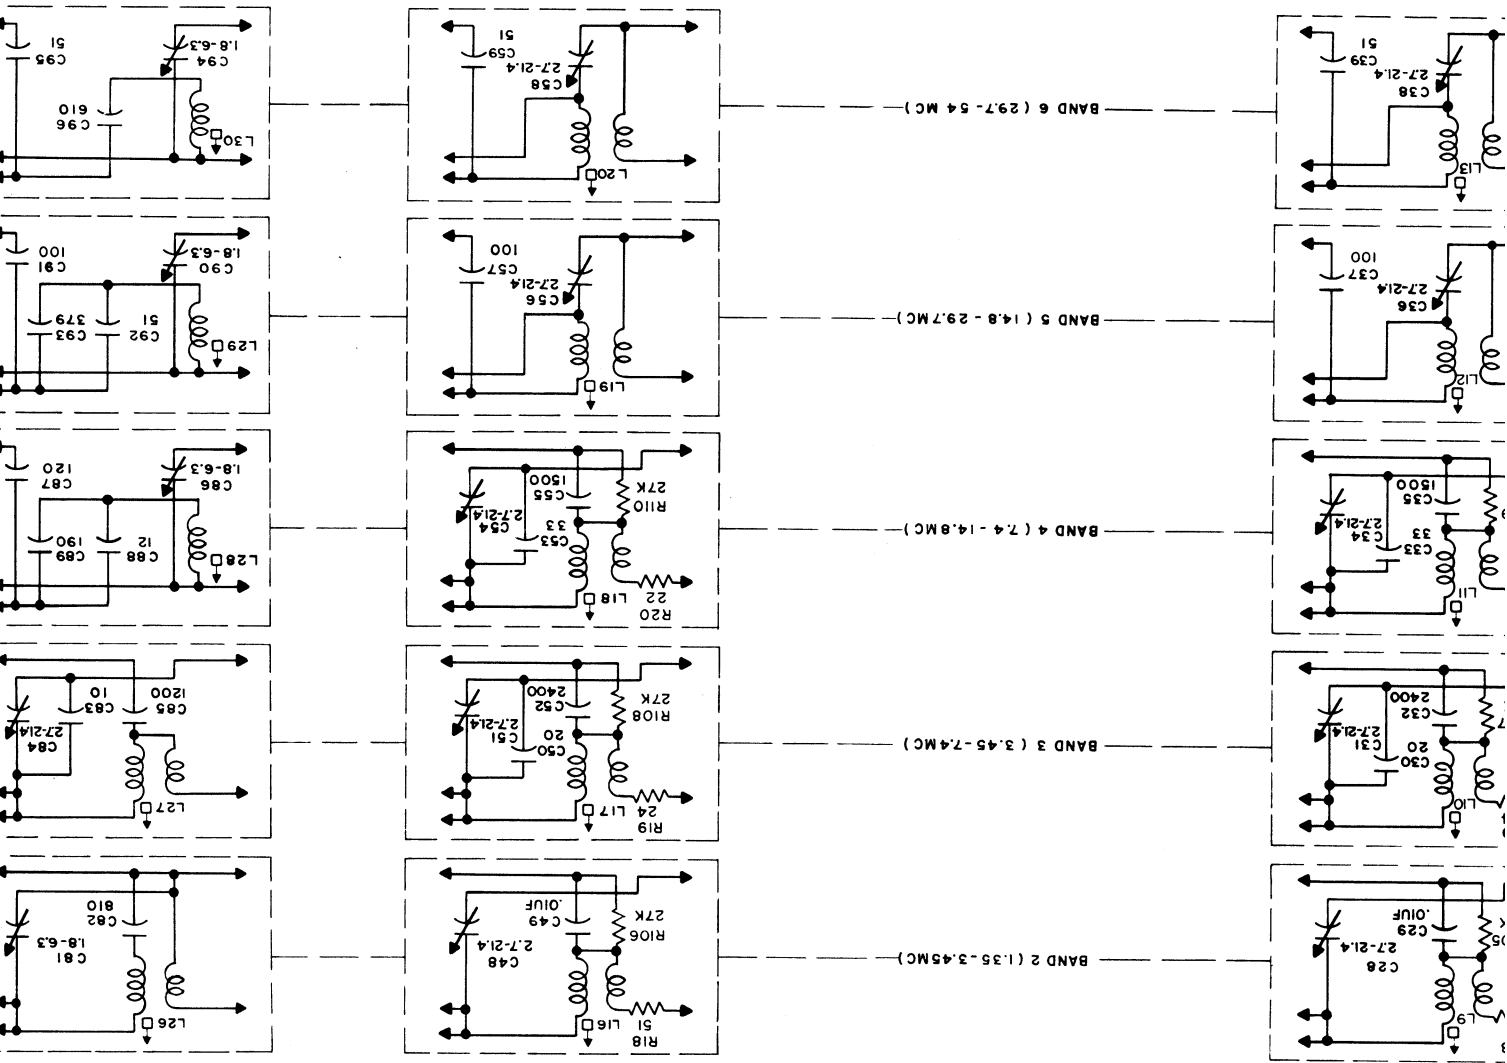 L9
C28
2.7-21.4
C29
.01UF
BAND 2 (1.35-3.45MC)
R18
51
L16
R106
27K
C48
2.7-21.4
C49
.01UF
L26
C81
1.8-6.3
C82
810
L10
C30
20
C31
2.7-21.4
C32
2400
BAND 3 (3.45-7.4MC)
R19
24
L17
R108
27K
C50
20
C51
2.7-21.4
C52
2400
L27
C84
2.7-21.4
C83
10
C85
1200
L11
C33
33
C34
2.7-21.4
C35
1500
BAND 4 (7.4-14.8MC)
R20
22
L18
R110
27K
C53
33
C54
2.7-21.4
C55
1500
L28
C88
12
C89
190
C86
1.8-6.3
C87
120
L12
C36
2.7-21.4
C37
100
BAND 5 (14.8-29.7MC)
L19
C56
2.7-21.4
C57
100
L29
C92
51
C93
379
C90
1.8-6.3
C91
100
L13
C38
2.7-21.4
C39
51
BAND 6 (29.7-54 MC)
L20
C58
2.7-21.4
C59
51
L30
C96
610
C94
1.8-6.3
C95
51